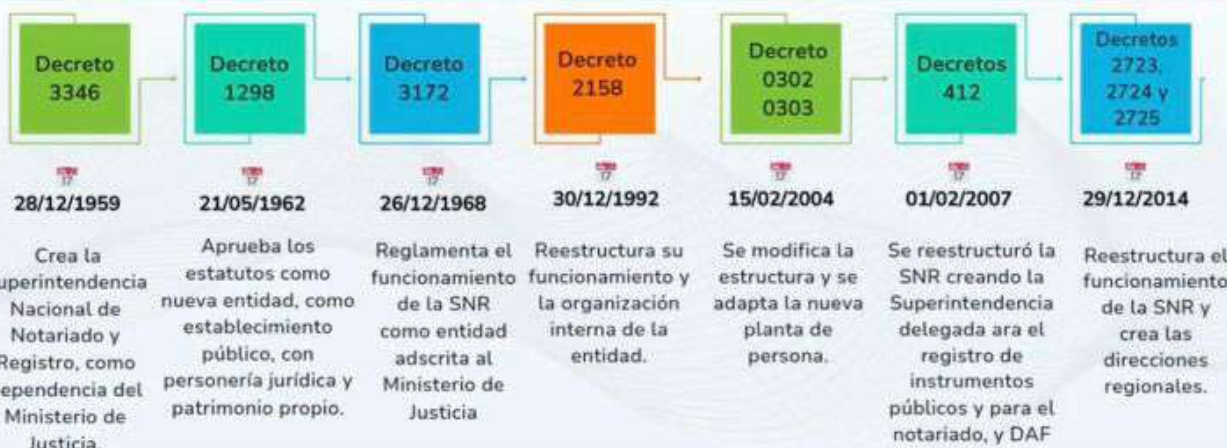 Decreto
3346
Decreto
1298
Decreto
3172
Decreto
2158
Decreto
0302
0303
Decretos
412
Decretos
2723,
2724 y
2725
28/12/1959
21/05/1962
26/12/1968
30/12/1992
15/02/2004
01/02/2007
29/12/2014
Crea la
uperintendencia
Nacional de
Notariado y
Registro, como
ependencia del
Ministerio de
Justicia.
Aprueba los
estatutos como
nueva entidad, como
establecimiento
público, con
personería jurídica y
patrimonio propio.
Reglamenta el
funcionamiento
de la SNR
como entidad
adscrita al
Ministerio de
Justicia
Reestructura su
funcionamiento y
la organización
interna de la
entidad.
Se modifica la
estructura y se
adapta la nueva
planta de
persona.
Se reestructuró la
SNR creando la
Superintendencia
delegada ara el
registro de
instrumentos
públicos y para el
notariado, y DAF
Reestructura el
funcionamiento
de la SNR y
crea las
direcciones
regionales.